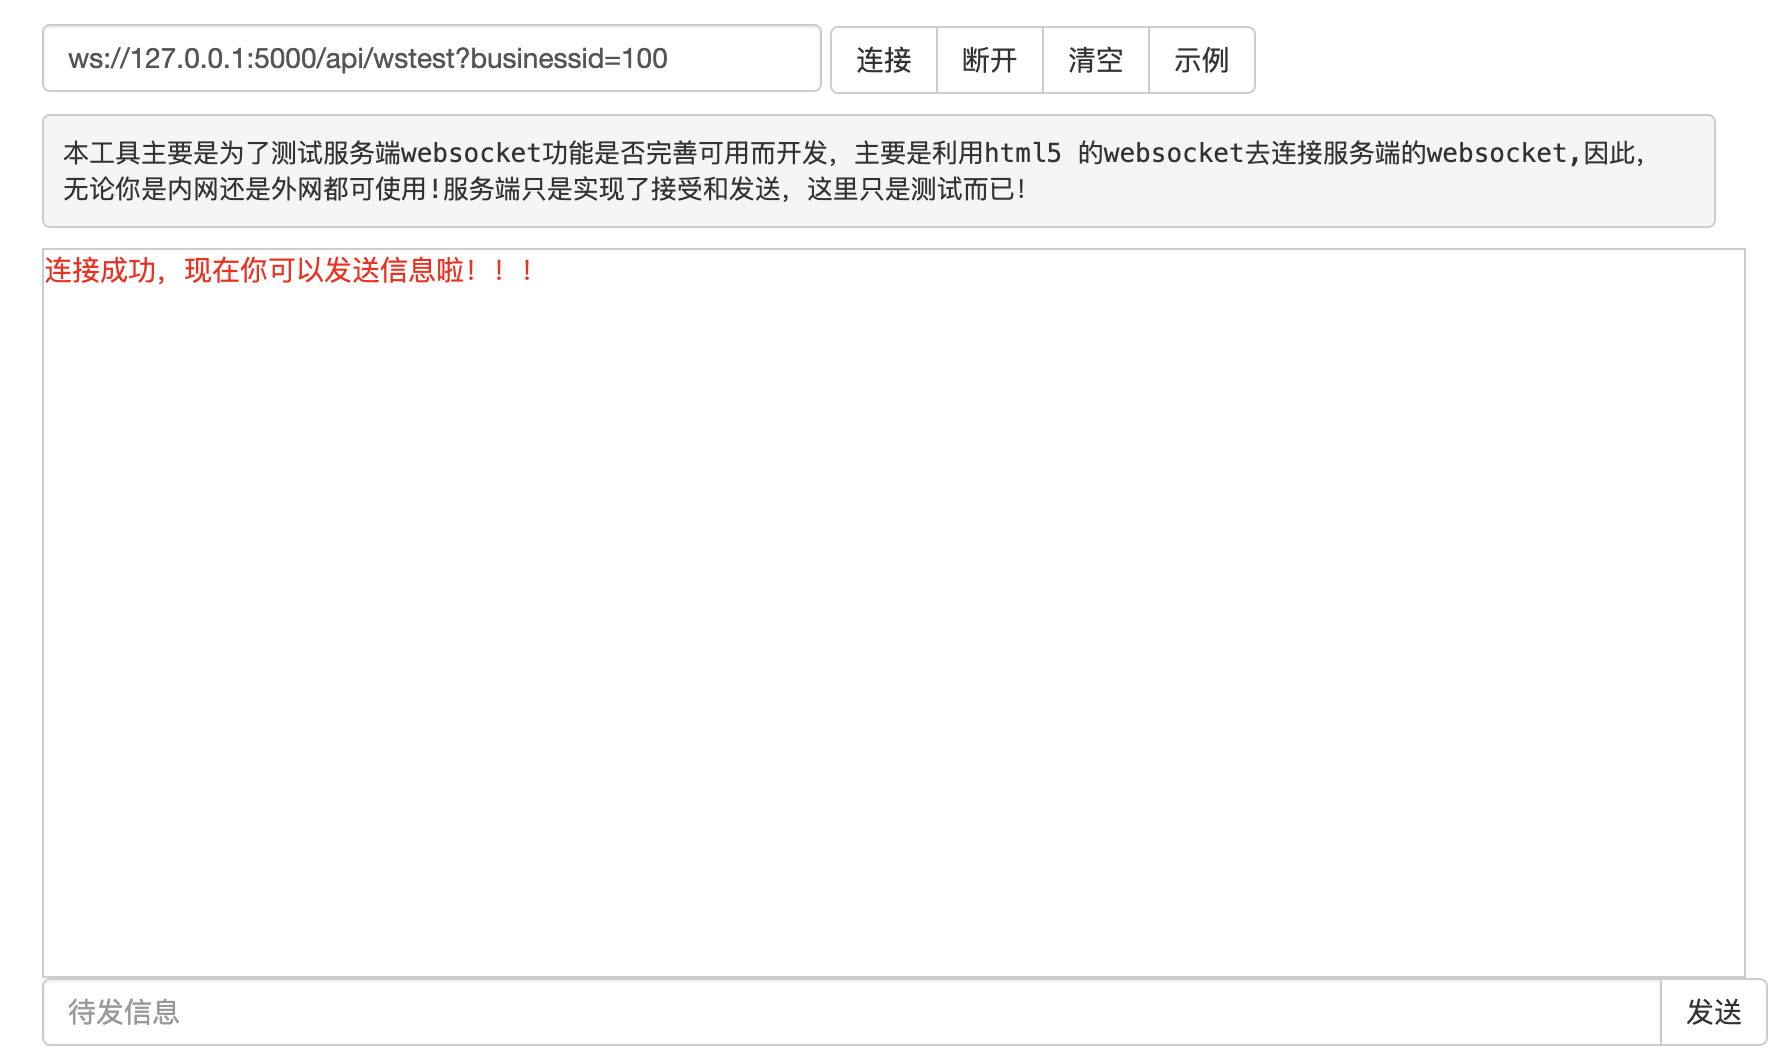 ws://127.0.0.1:5000/api/wstest?businessid=100
连接
断开
清空
示例
本工具主要是为了测试服务端websocket功能是否完善可用而开发，主要是利用html5 的websocket去连接服务端的websocket,因此，
无论你是内网还是外网都可使用!服务端只是实现了接受和发送，这里只是测试而已!
连接成功，现在你可以发送信息啦！！！
待发信息
发送